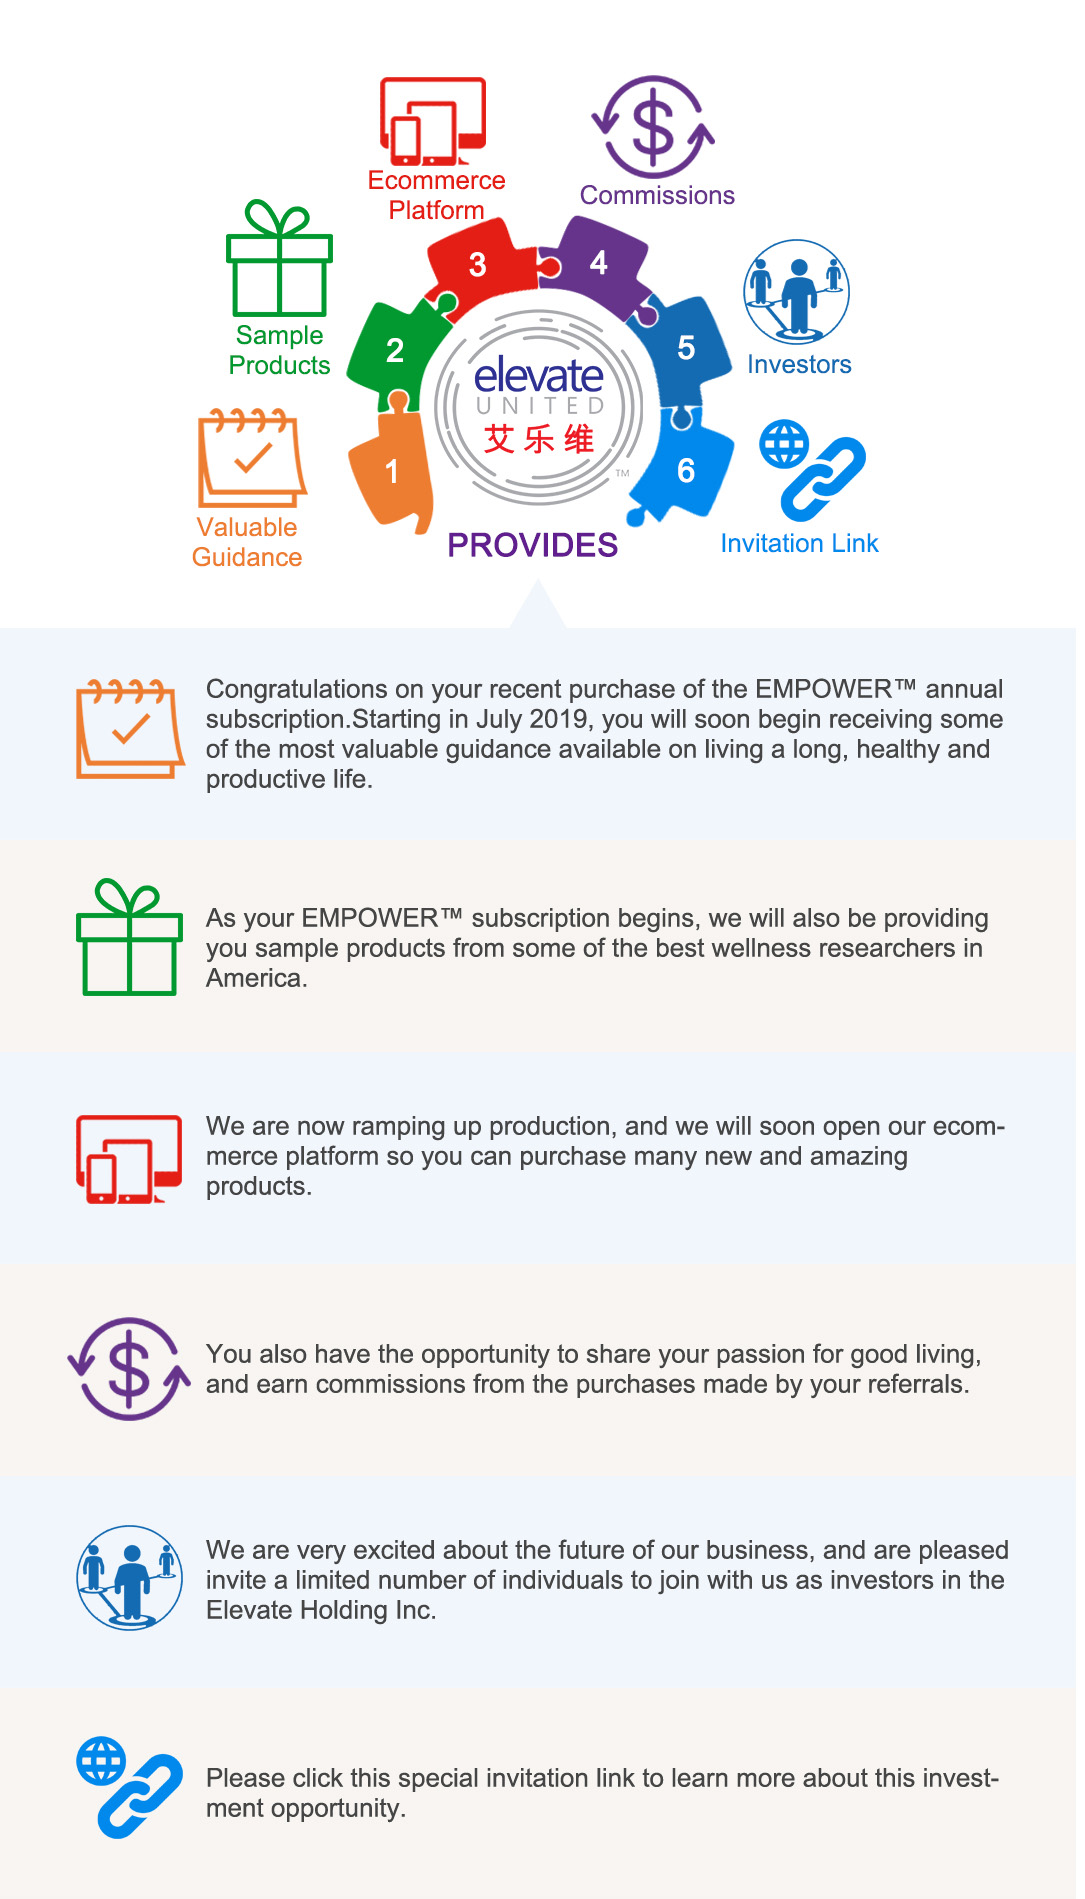 Ecommerce
Platform
Commissions
Sample
Products
Investors
Valuable
Guidance
Invitation Link
1
2
3
4
5
6
elevate
UNITED
艾乐维
TM
PROVIDES
Congratulations on your recent purchase of the EMPOWER™ annual
subscription.Starting in July 2019, you will soon begin receiving some
of the most valuable guidance available on living a long, healthy and
productive life.
As your EMPOWER™ subscription begins, we will also be providing
you sample products from some of the best wellness researchers in
America.
We are now ramping up production, and we will soon open our ecom-
merce platform so you can purchase many new and amazing
products.
You also have the opportunity to share your passion for good living,
and earn commissions from the purchases made by your referrals.
We are very excited about the future of our business, and are pleased
invite a limited number of individuals to join with us as investors in the
Elevate Holding Inc.
Please click this special invitation link to learn more about this invest-
ment opportunity.